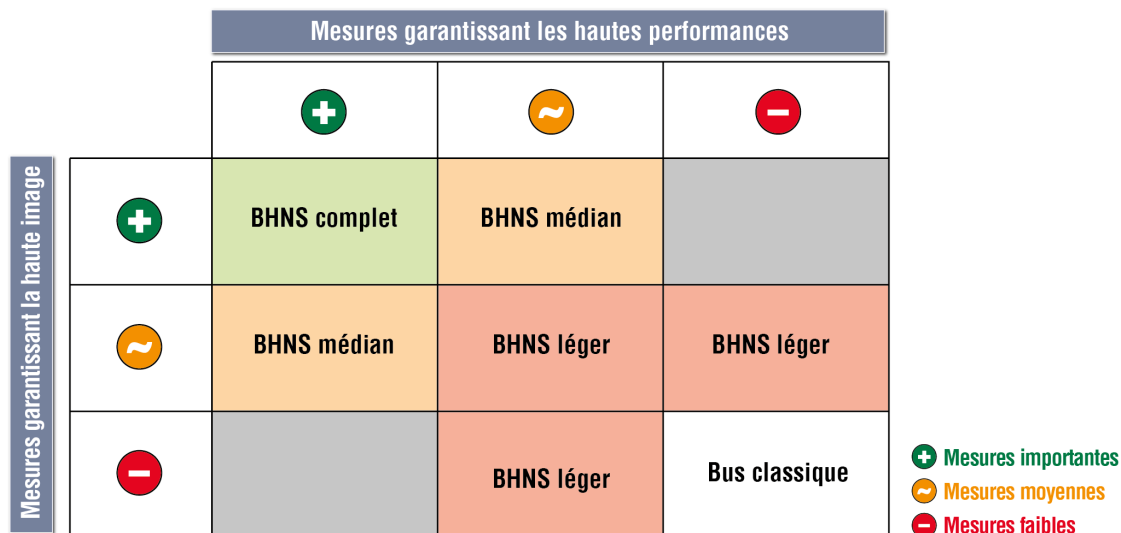 Mesures garantissant les hautes performances
Mesures garantissant la haute image
BHNS complet
BHNS médian
BHNS médian
BHNS léger
BHNS léger
BHNS léger
Bus classique
Mesures importantes
Mesures moyennes
Mesures faibles